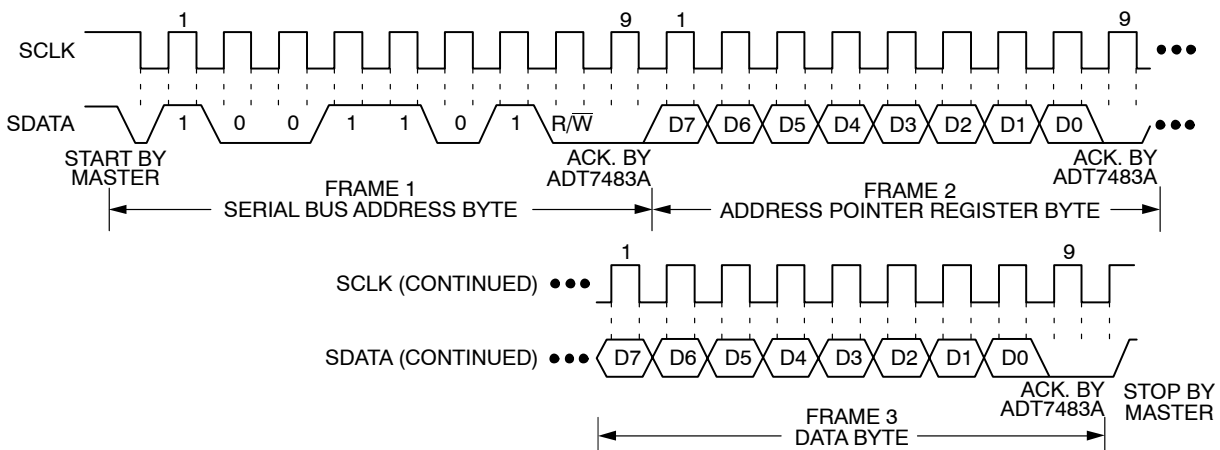 1 9 1 9
SCLK
SDATA
1 0 0 1 1 0 1 R/W̅ D7 D6 D5 D4 D3 D2 D1 D0
START BY
MASTER
ACK. BY
ADT7483A
ACK. BY
ADT7483A
FRAME 1
SERIAL BUS ADDRESS BYTE
FRAME 2
ADDRESS POINTER REGISTER BYTE
1 9
SCLK (CONTINUED)
SDATA (CONTINUED)
D7 D6 D5 D4 D3 D2 D1 D0
ACK. BY
ADT7483A
STOP BY
MASTER
FRAME 3
DATA BYTE